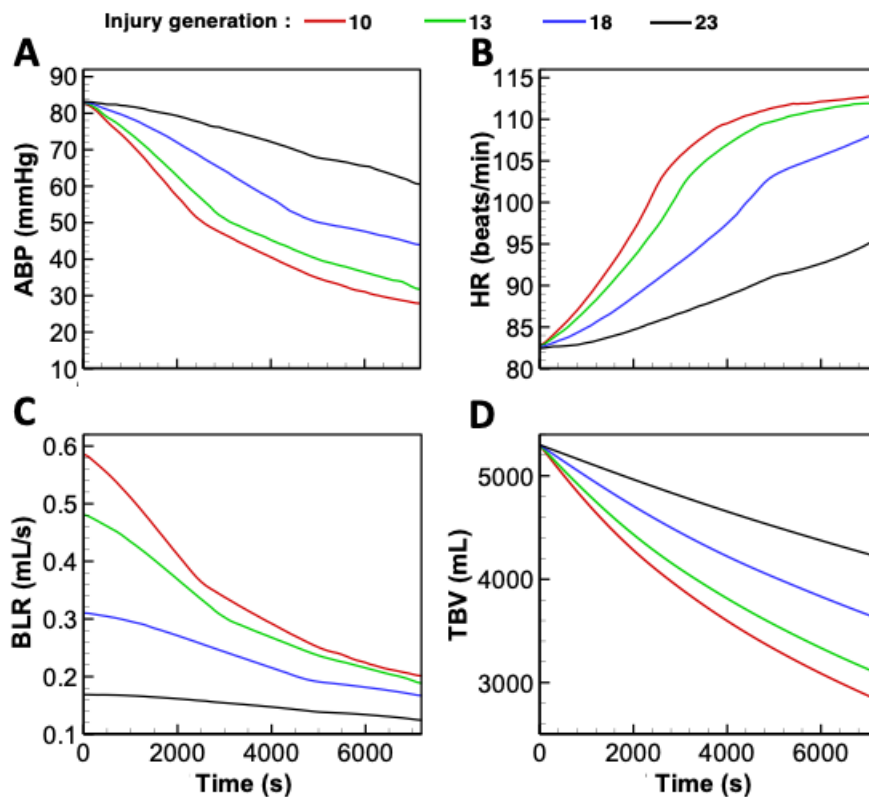 Injury generation : 10 13 18 23
A
B
ABP (mmHg)
90
80
70
60
50
40
30
20
10
HR (beats/min)
115
110
105
100
95
90
85
80
C
D
BLR (mL/s)
0.6
0.5
0.4
0.3
0.2
0.1
0 2000 4000 6000
Time (s)
TBV (mL)
5000
4000
3000
0 2000 4000 6000
Time (s)